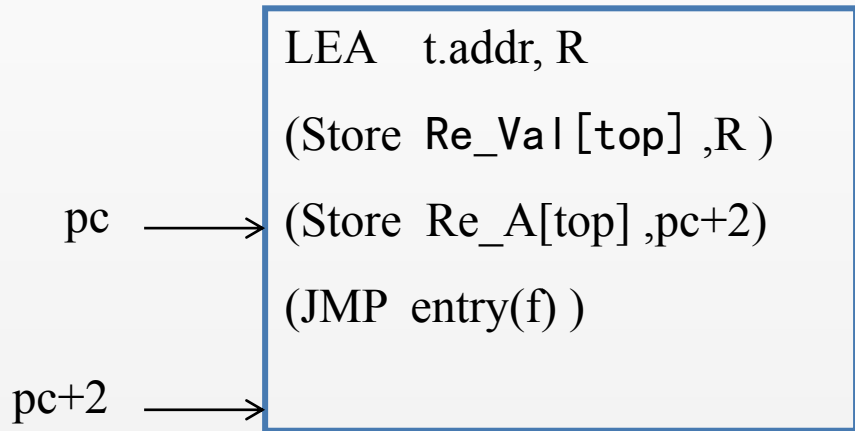 LEA t.addr, R
(Store Re_Val[top] ,R )
pc (Store Re_A[top] ,pc+2)
(JMP entry(f) )
pc+2